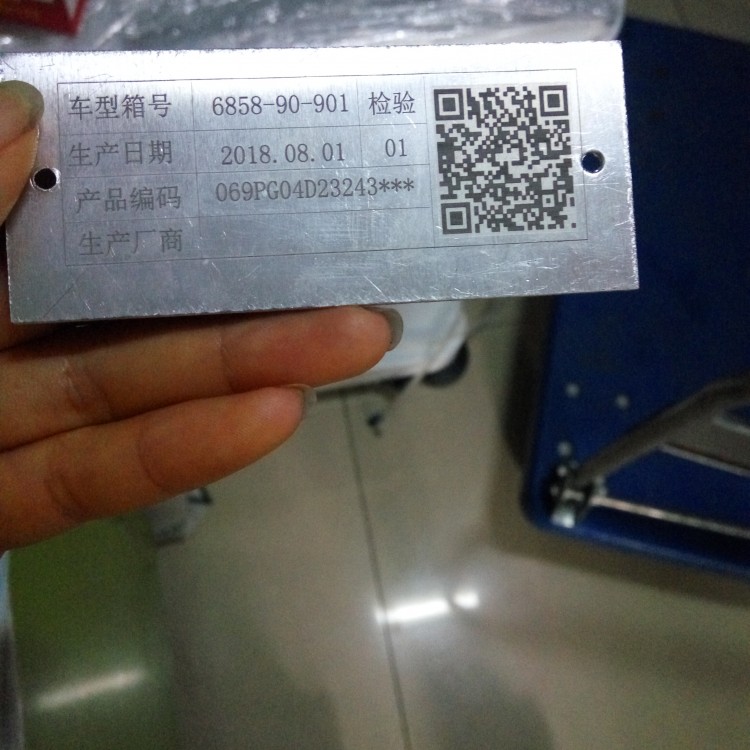 车型箱号 6858-90-901 检验
生产日期 2018.08.01 01
产品编码 069PG04D23243***
生产厂商